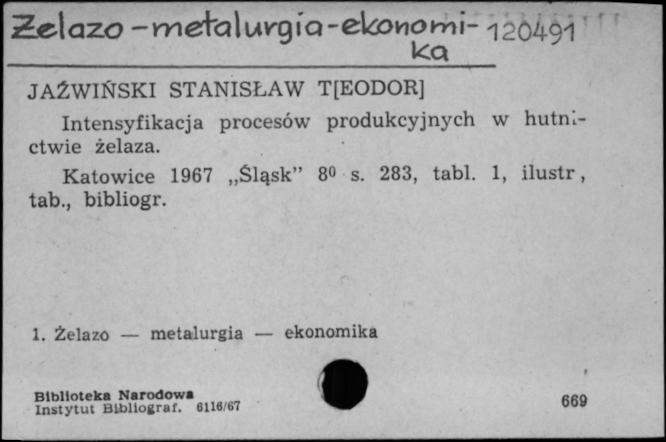 Żelazo-metalurgia-ekonomi- 120491
ka
JAŹWIŃSKI STANISŁAW T[EODOR]
Intensyfikacja procesów produkcyjnych w hutni-
ctwie żelaza.
Katowice 1967 „Śląsk” 8⁰ s. 283, tabl. 1, ilustr,
tab., bibliogr.
1. Żelazo — metalurgia — ekonomika
Biblioteka Narodowa
Instytut Bibliograf. 6116/67
669